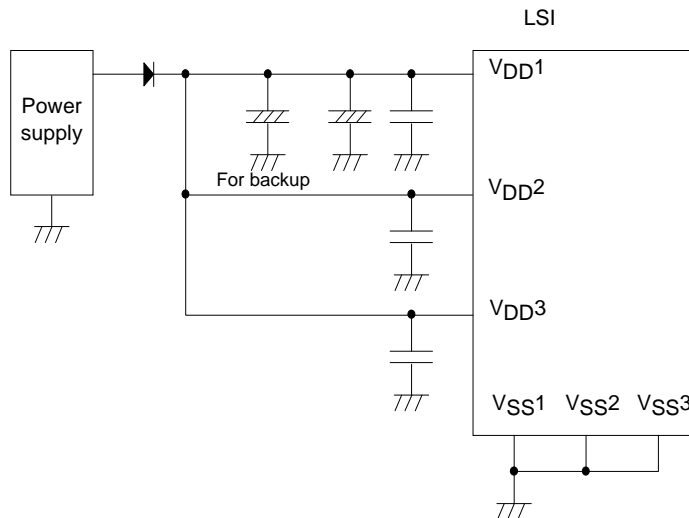 LSI
Power
supply
VDD1
For backup
VDD2
VDD3
VSS1 VSS2 VSS3